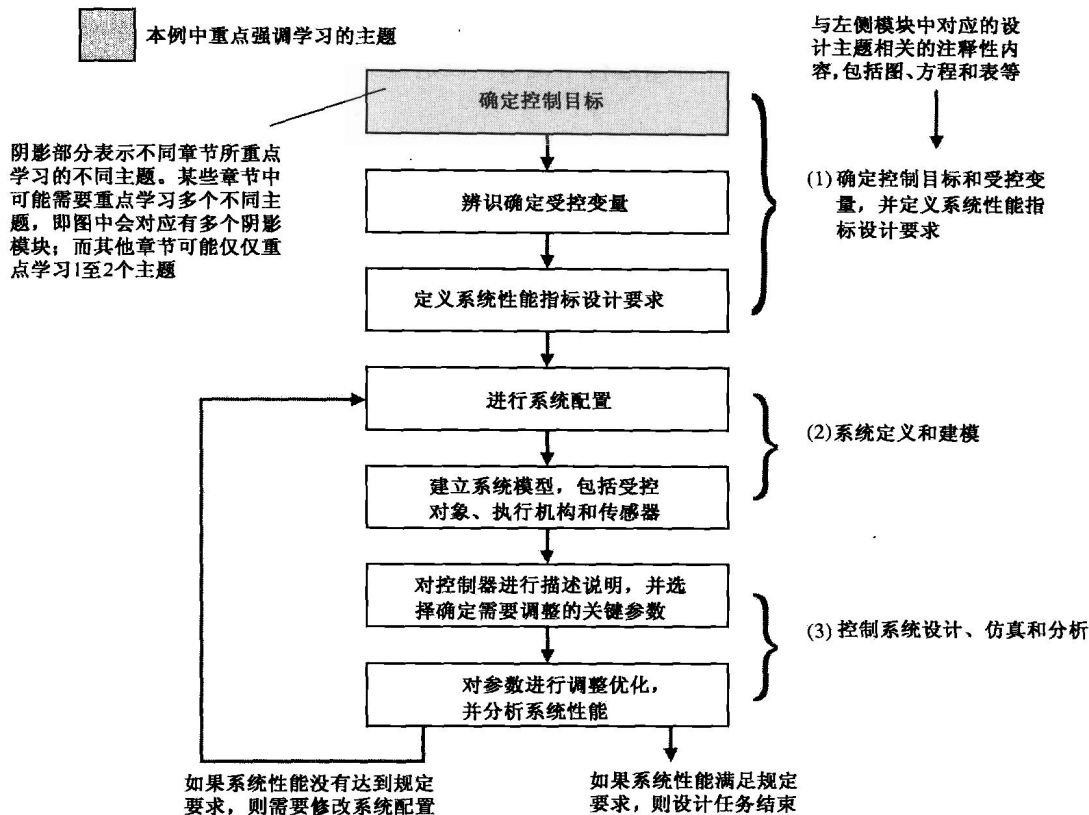 本例中重点强调学习的主题
与左侧模块中对应的设
计主题相关的注释性内
容,包括图、方程和表等
确定控制目标
阴影部分表示不同章节所重点
学习的不同主题。某些章节中
可能需要重点学习多个不同主
题，即图中会对应有多个阴影
模块；而其他章节可能仅仅重
点学习1至2个主题
辨识确定受控变量
(1) 确定控制目标和受控变
量，并定义系统性能指
标设计要求
定义系统性能指标设计要求
进行系统配置
(2) 系统定义和建模
建立系统模型，包括受控
对象、执行机构和传感器
对控制器进行描述说明，并选
择确定需要调整的关键参数
(3) 控制系统设计、仿真和分析
对参数进行调整优化，
并分析系统性能
如果系统性能没有达到规定
要求，则需要修改系统配置
如果系统性能满足规定
要求，则设计任务结束